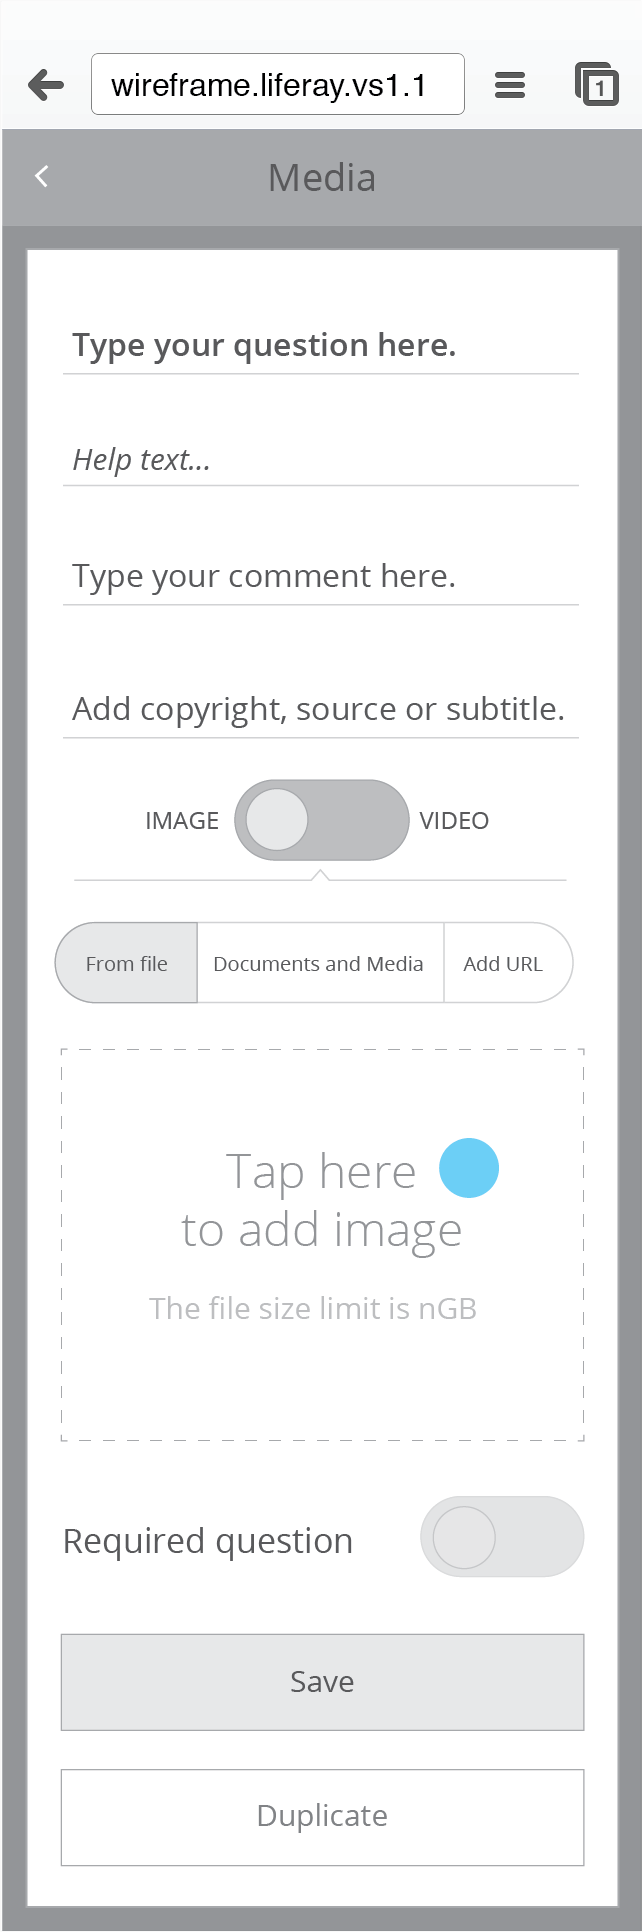 wireframe.liferay.vs1.1
1
Media
Type your question here.
Help text...
Type your comment here.
Add copyright, source or subtitle.
IMAGE VIDEO
From file Documents and Media Add URL
Tap here
to add image
The file size limit is nGB
Required question
Save
Duplicate